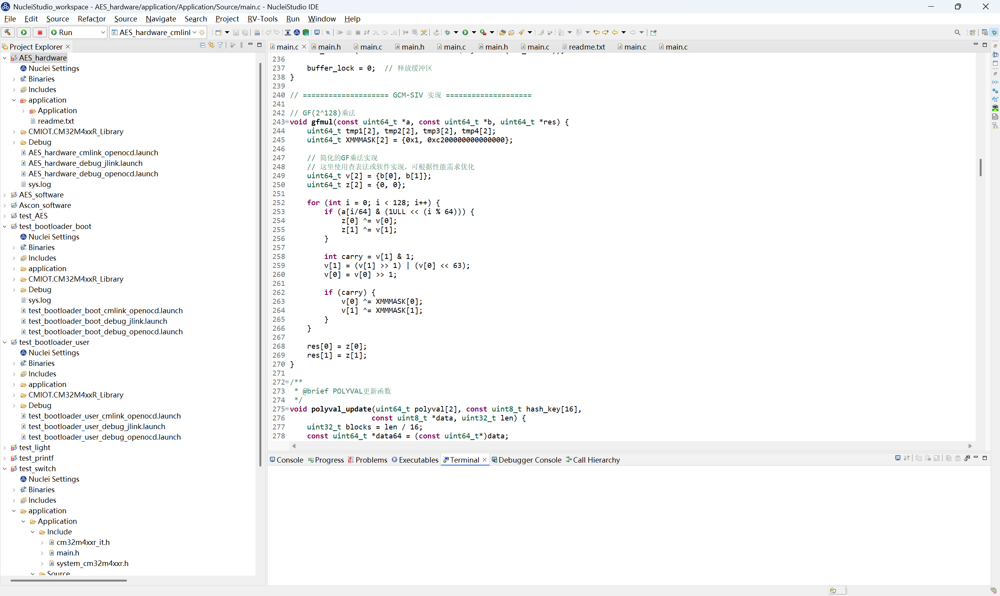 NucleiStudio_workspace - AES_hardware/application/Application/Source/main.c - NucleiStudio IDE
File Edit Source Refactor Source Navigate Search Project RV-Tools Run Window Help
Run AES_hardware_cmlinl
Project Explorer
AES_hardware
Nuclei Settings
Binaries
Includes
application
Application
readme.txt
CMIOT.CM32M4xxR_Library
Debug
AES_hardware_cmlink_openocd.launch
AES_hardware_debug_jlink.launch
AES_hardware_debug_openocd.launch
sys.log
AES_software
Ascon_software
test_AES
test_bootloader_boot
Nuclei Settings
Binaries
Includes
application
CMIOT.CM32M4xxR_Library
Debug
sys.log
test_bootloader_boot_cmlink_openocd.launch
test_bootloader_boot_debug_jlink.launch
test_bootloader_boot_debug_openocd.launch
test_bootloader_user
Nuclei Settings
Binaries
Includes
application
CMIOT.CM32M4xxR_Library
Debug
test_bootloader_user_cmlink_openocd.launch
test_bootloader_user_debug_jlink.launch
test_bootloader_user_debug_openocd.launch
test_light
test_printf
test_switch
Nuclei Settings
Binaries
Includes
application
Application
Include
cm32m4xxr_it.h
main.h
system_cm32m4xxr.h
Source
main.c main.h main.c main.h main.c main.h main.c readme.txt main.c main.c
236
237 buffer_lock = 0; // 释放缓冲区
238 }
239
240 // ==================== GCM-SIV 实现 ====================
241
242 // GF(2^128)乘法
243 void gfmul(const uint64_t *a, const uint64_t *b, uint64_t *res) {
244 uint64_t tmp1[2], tmp2[2], tmp3[2], tmp4[2];
245 uint64_t XMMMASK[2] = {0x1, 0xc200000000000000};
246
247 // 简化的GF乘法实现
248 // 这里使用查表法或软件实现，可根据性能需求优化
249 uint64_t v[2] = {b[0], b[1]};
250 uint64_t z[2] = {0, 0};
251
252 for (int i = 0; i < 128; i++) {
253 if (a[i/64] & (1ULL << (i % 64))) {
254 z[0] ^= v[0];
255 z[1] ^= v[1];
256 }
257
258 int carry = v[1] & 1;
259 v[1] = (v[1] >> 1) | (v[0] << 63);
260 v[0] = v[0] >> 1;
261
262 if (carry) {
263 v[0] ^= XMMMASK[0];
264 v[1] ^= XMMMASK[1];
265 }
266 }
267
268 res[0] = z[0];
269 res[1] = z[1];
270 }
271
272 /**
273 * @brief POLYVAL更新函数
274 */
275 void polyval_update(uint64_t polyval[2], const uint8_t hash_key[16],
276 const uint8_t *data, uint32_t len) {
277 uint32_t blocks = len / 16;
278 const uint64_t *data64 = (const uint64_t*)data;
Console Progress Problems Executables Terminal Debugger Console Call Hierarchy